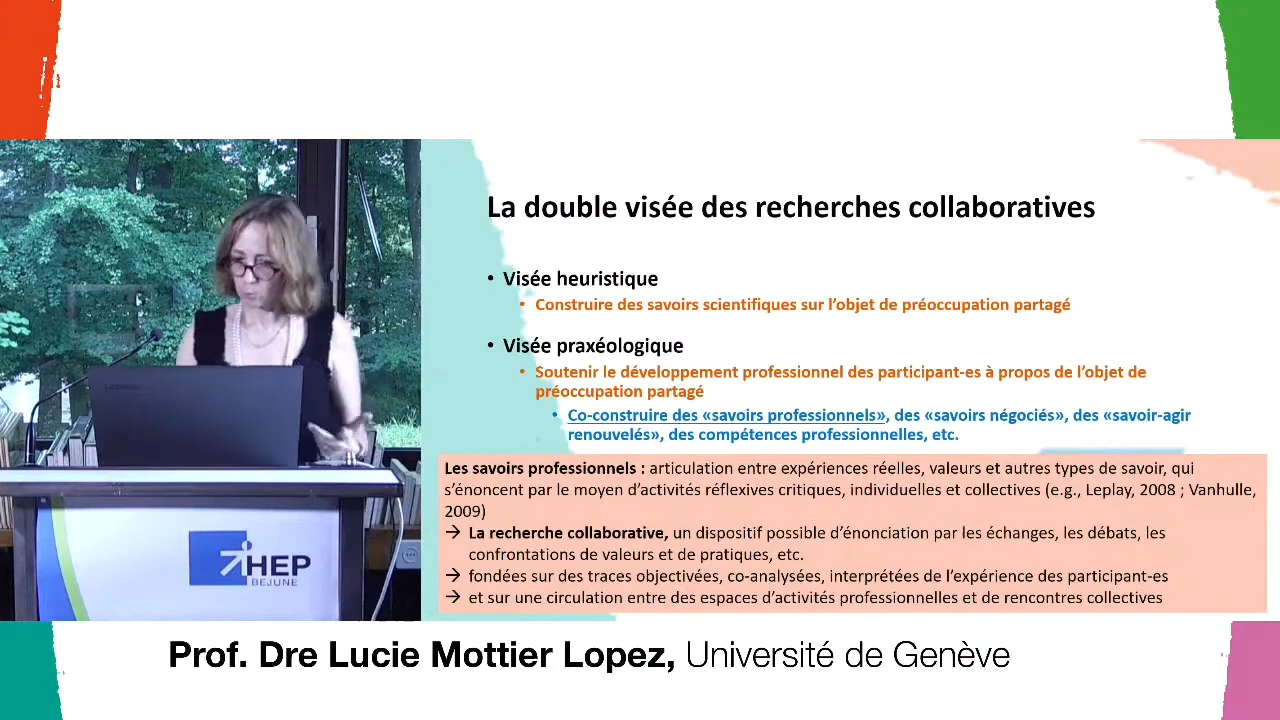 La double visée des recherches collaboratives
• Visée heuristique
• Construire des savoirs scientifiques sur l’objet de préoccupation partagé
• Visée praxéologique
• Soutenir le développement professionnel des participant-es à propos de l’objet de
préoccupation partagé
• Co-construire des «savoirs professionnels», des «savoirs négociés», des «savoir-agir
renouvelés», des compétences professionnelles, etc.
Les savoirs professionnels : articulation entre expériences réelles, valeurs et autres types de savoir, qui
s’énoncent par le moyen d’activités réflexives critiques, individuelles et collectives (e.g., Leplay, 2008 ; Vanhulle,
2009)
→ La recherche collaborative, un dispositif possible d’énonciation par les échanges, les débats, les
confrontations de valeurs et de pratiques, etc.
→ fondées sur des traces objectivées, co-analysées, interprétées de l’expérience des participant-es
→ et sur une circulation entre des espaces d’activités professionnelles et de rencontres collectives
HEP
BEJUNE
Prof. Dre Lucie Mottier Lopez, Université de Genève